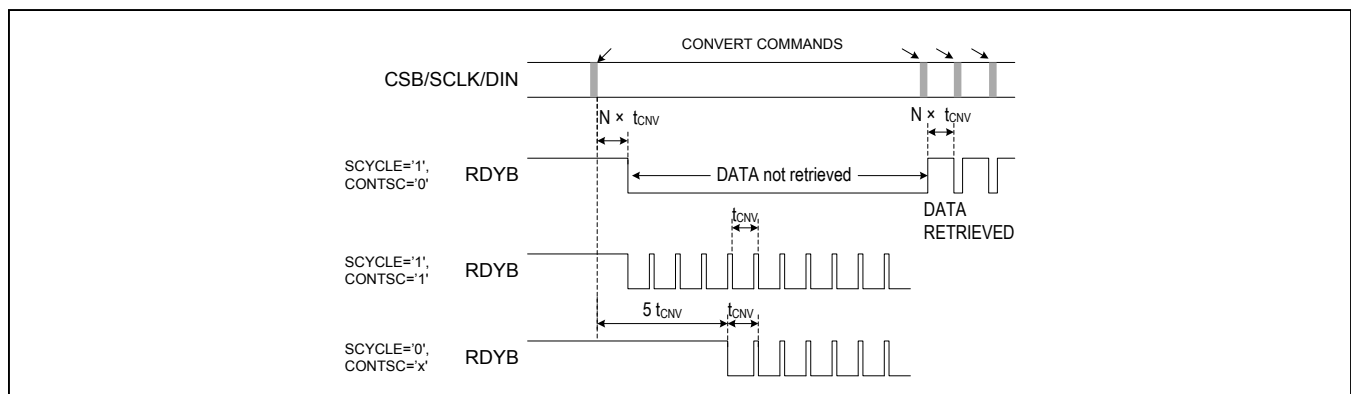 CONVERT COMMANDS
CSB/SCLK/DIN
N × tCNV N × tCNV
SCYCLE='1',
CONTSC='0'
RDYB
DATA not retrieved
DATA
RETRIEVED
tCNV
SCYCLE='1',
CONTSC='1'
RDYB
5 tCNV tCNV
SCYCLE='0',
CONTSC='x'
RDYB